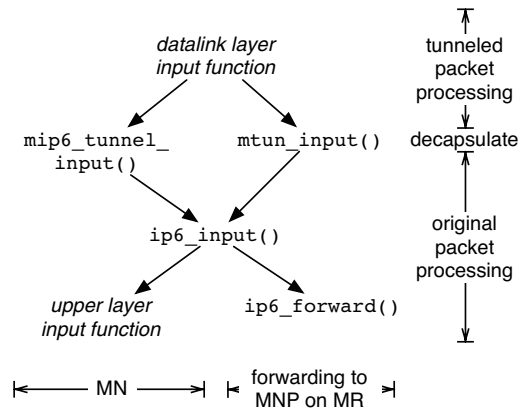 datalink layer
input function
tunneled
packet
processing
mip6_tunnel_
input()
mtun_input()
decapsulate
ip6_input()
original
packet
processing
upper layer
input function
ip6_forward()
MN
forwarding to
MNP on MR